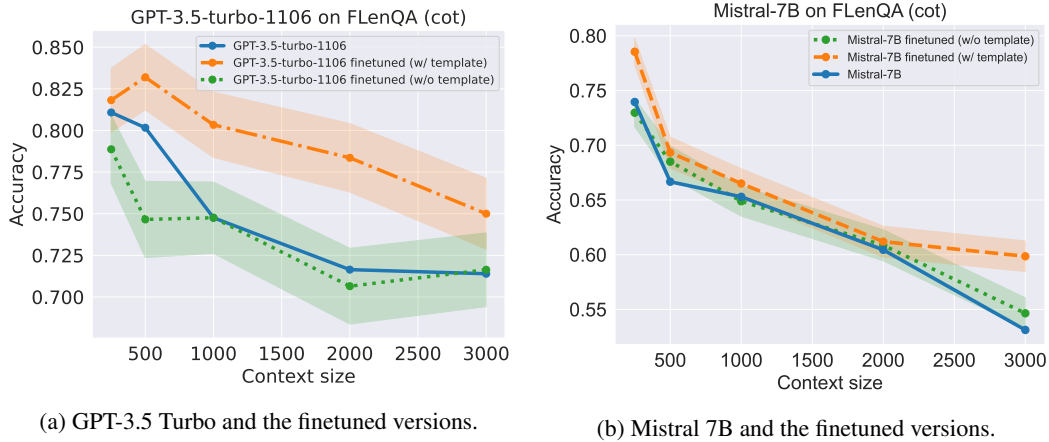 GPT-3.5-turbo-1106 on FLenQA (cot)
GPT-3.5-turbo-1106
GPT-3.5-turbo-1106 finetuned (w/ template)
GPT-3.5-turbo-1106 finetuned (w/o template)
Accuracy
0.850
0.825
0.800
0.775
0.750
0.725
0.700
500 1000 1500 2000 2500 3000
Context size
(a) GPT-3.5 Turbo and the finetuned versions.
Mistral-7B on FLenQA (cot)
Mistral-7B finetuned (w/o template)
Mistral-7B finetuned (w/ template)
Mistral-7B
Accuracy
0.80
0.75
0.70
0.65
0.60
0.55
500 1000 1500 2000 2500 3000
Context size
(b) Mistral 7B and the finetuned versions.